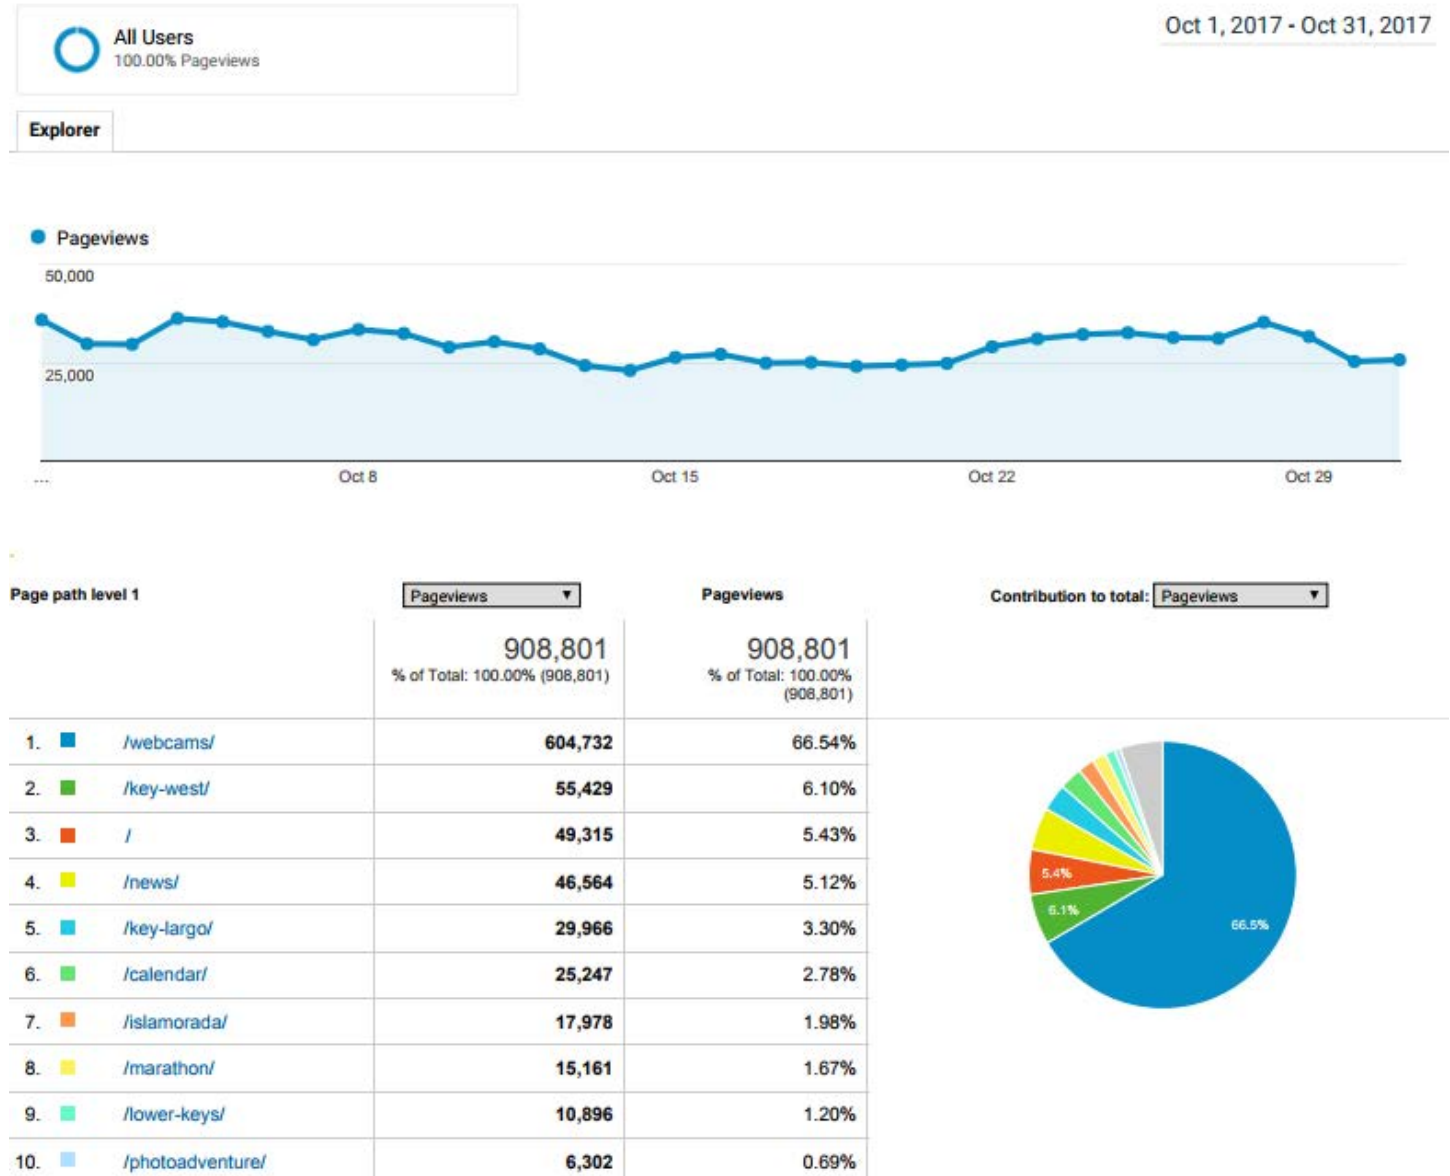 All Users
100.00% Pageviews
Oct 1, 2017 - Oct 31, 2017
Explorer
Pageviews
50,000
25,000
...
Oct 8
Oct 15
Oct 22
Oct 29
Page path level 1
Pageviews
Pageviews
Contribution to total: Pageviews
908,801
% of Total: 100.00% (908,801)
908,801
% of Total: 100.00%
(908,801)
1. /webcams/ 604,732 66.54%
2. /key-west/ 55,429 6.10%
3. / 49,315 5.43%
4. /news/ 46,564 5.12%
5. /key-largo/ 29,966 3.30%
6. /calendar/ 25,247 2.78%
7. /islamorada/ 17,978 1.98%
8. /marathon/ 15,161 1.67%
9. /lower-keys/ 10,896 1.20%
10. /photoadventure/ 6,302 0.69%
5.4%
6.1%
66.5%